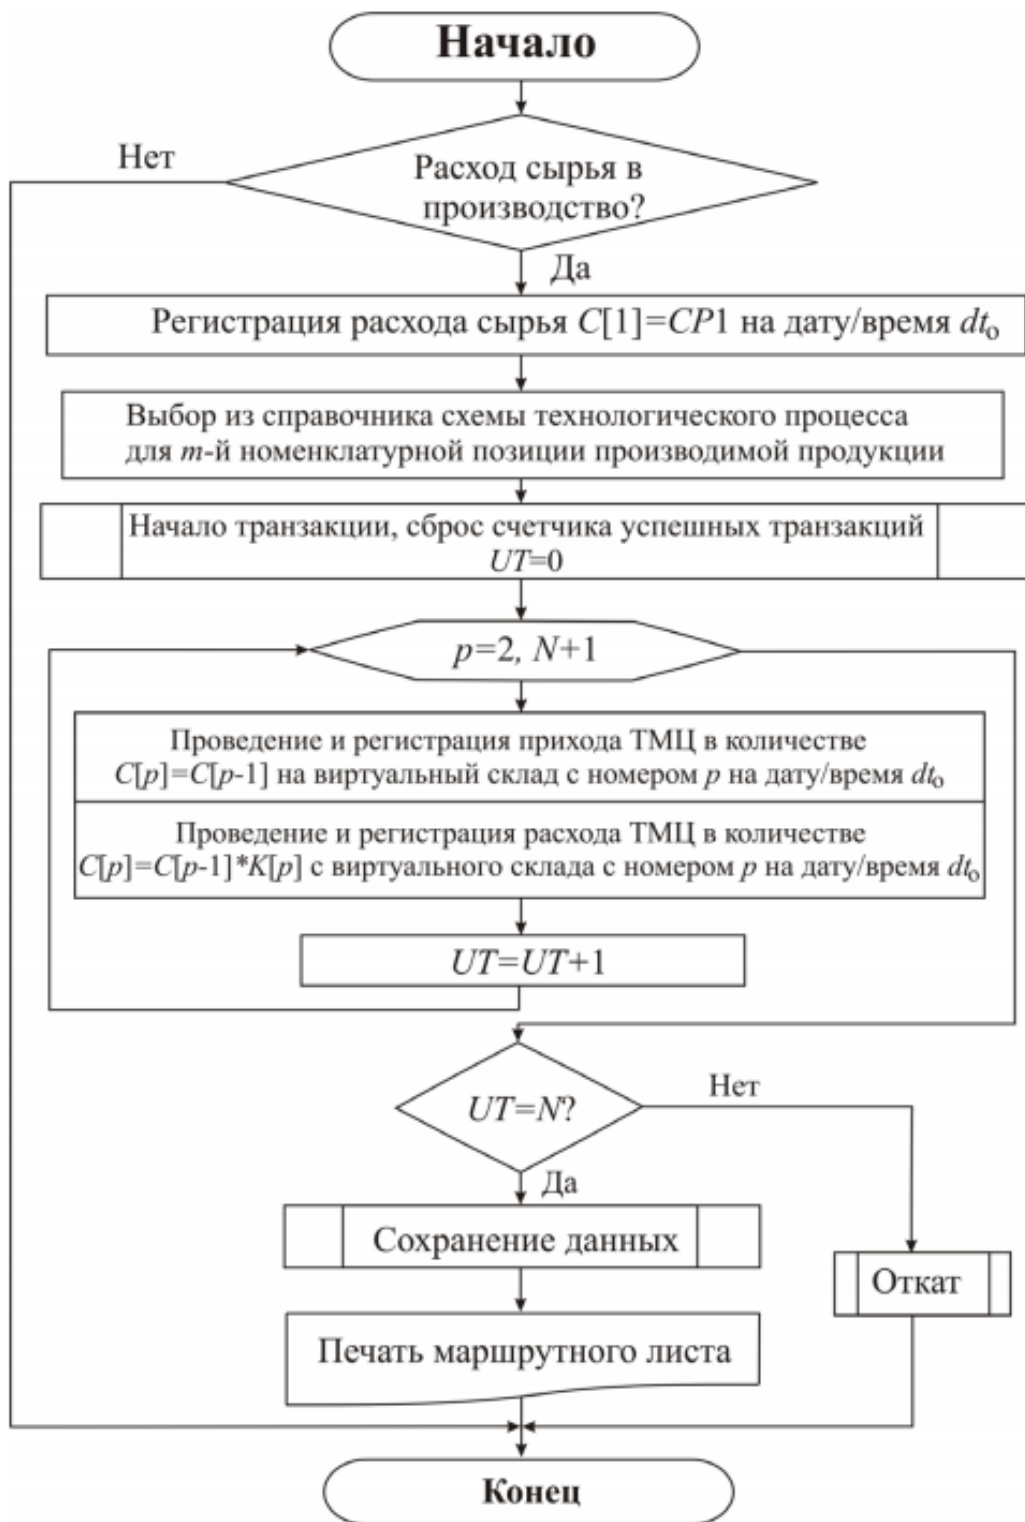 Начало
Нет
Расход сырья в
производство?
Да
Регистрация расхода сырья C[1]=CP1 на дату/время dt₀
Выбор из справочника схемы технологического процесса
для m-й номенклатурной позиции производимой продукции
Начало транзакции, сброс счетчика успешных транзакций
UT=0
p=2, N+1
Проведение и регистрация прихода ТМЦ в количестве
C[p]=C[p-1] на виртуальный склад с номером p на дату/время dt₀
Проведение и регистрация расхода ТМЦ в количестве
C[p]=C[p-1]*K[p] с виртуального склада с номером p на дату/время dt₀
UT=UT+1
UT=N?
Нет
Да
Сохранение данных
Откат
Печать маршрутного листа
Конец